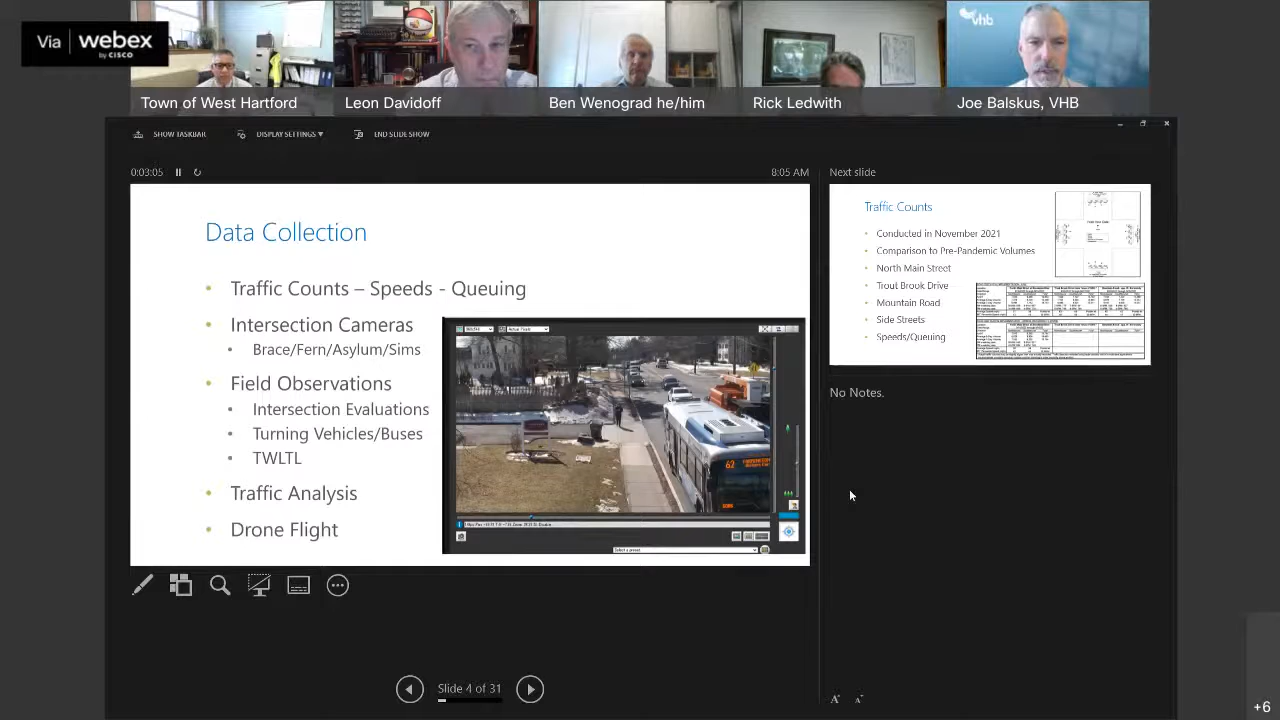 Via | webex
by CISCO
vhb
Town of West Hartford
Leon Davidoff
Ben Wenograd he/him
Rick Ledwith
Joe Balskus, VHB
SHOW TASKBAR
DISPLAY SETTINGS ▼
END SLIDE SHOW
0:03:05
8:05 AM
Next slide
Data Collection
• Traffic Counts – Speeds - Queuing
• Intersection Cameras
• Brace/Farm/Asylum/Sims
• Field Observations
• Intersection Evaluations
• Turning Vehicles/Buses
• TWLTL
• Traffic Analysis
• Drone Flight
62
Select a preset
Traffic Counts
• Conducted in November 2021
• Comparison to Pre-Pandemic Volumes
• North Main Street
• Trout Brook Drive
• Mountain Road
• Side Streets
• Speeds/Queuing
No Notes.
Slide 4 of 31
+6